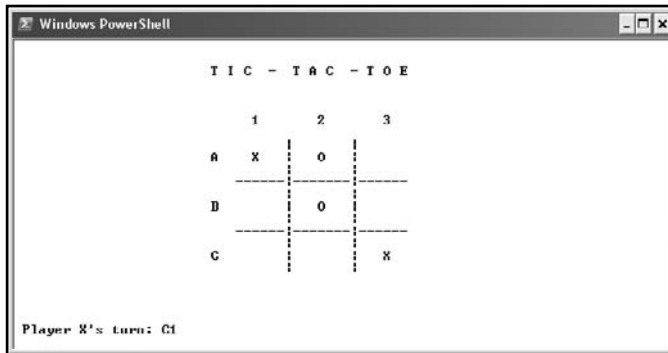 Windows PowerShell
T I C - T A C - T O E
1 2 3
A X O
B O
C X
Player X's turn: C1